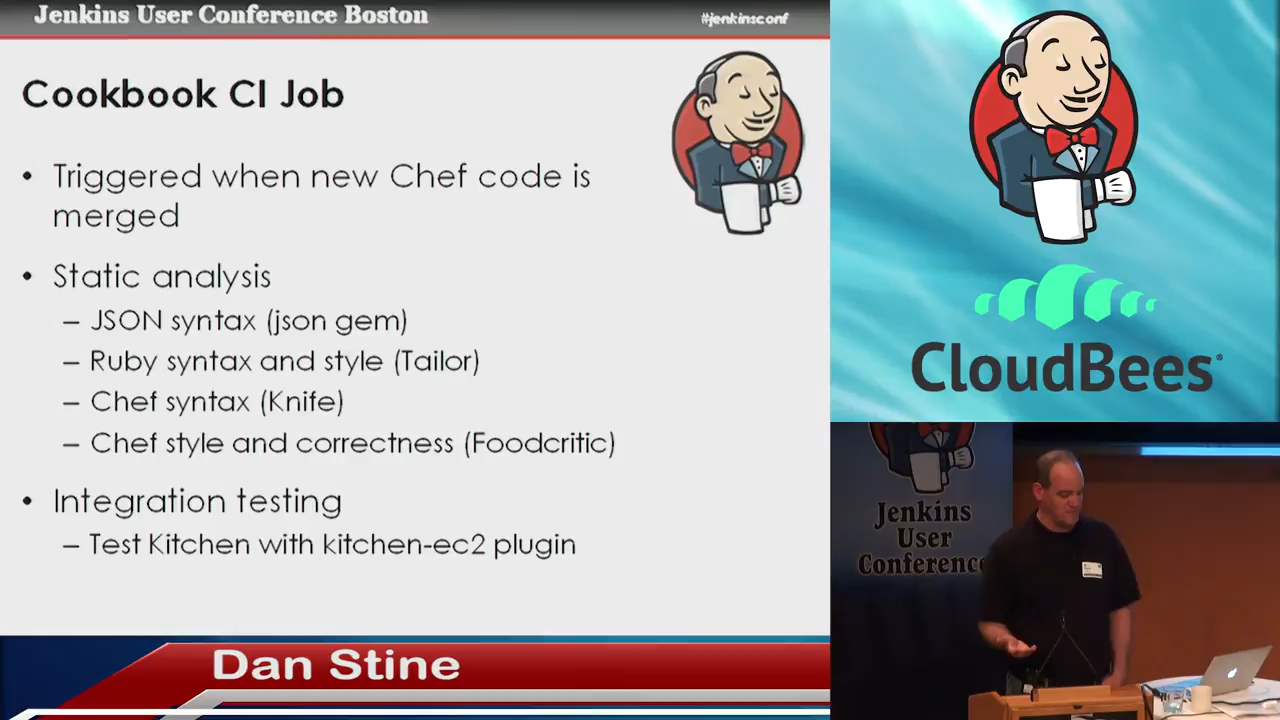 Jenkins User Conference Boston
#jenkinsconf
Cookbook CI Job
• Triggered when new Chef code is
merged
• Static analysis
– JSON syntax (json gem)
– Ruby syntax and style (Tailor)
– Chef syntax (Knife)
– Chef style and correctness (Foodcritic)
• Integration testing
– Test Kitchen with kitchen-ec2 plugin
Dan Stine
CloudBees®
Jenkins
User
Conference